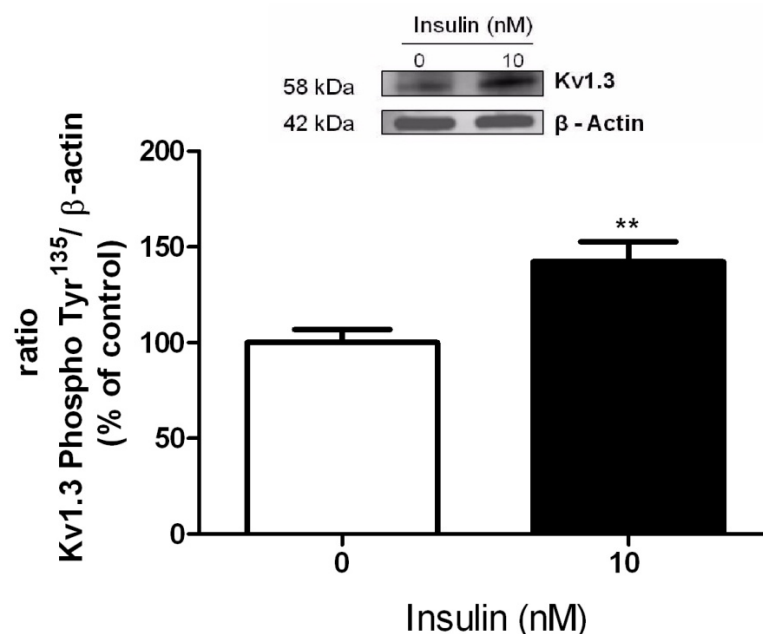 Insulin (nM)
0 10
58 kDa Kv1.3
42 kDa β - Actin
ratio
Kv1.3 Phospho Tyr¹³⁵/ β-actin
(% of control)
200
150
100
50
0
**
0 10
Insulin (nM)